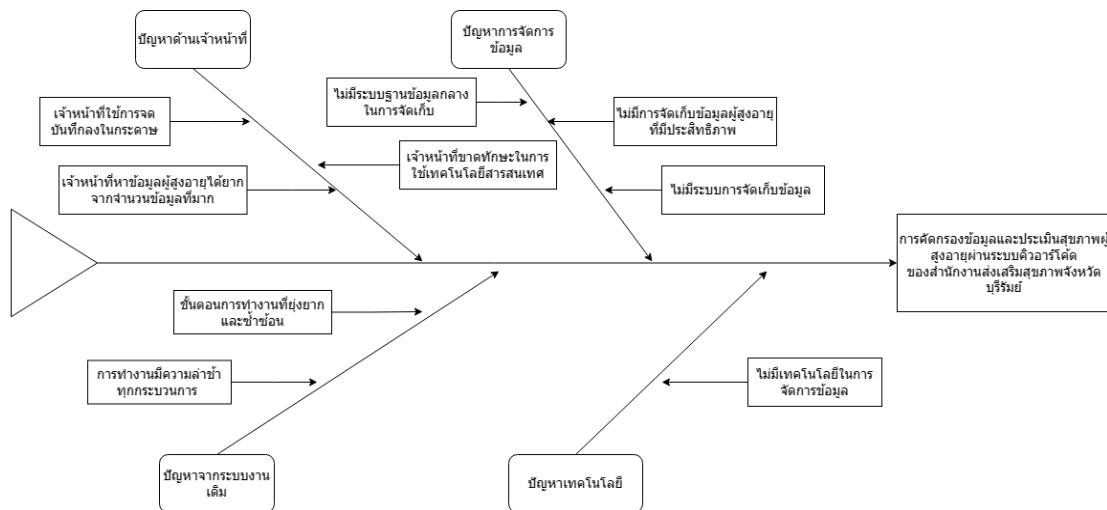 ปัญหาด้านเจ้าหน้าที่
ปัญหาการจัดการ
ข้อมูล
ไม่มีระบบฐานข้อมูลกลาง
ในการจัดเก็บ
เจ้าหน้าที่ใช้การจด
บันทึกลงในกระดาษ
ไม่มีการจัดเก็บข้อมูลผู้สูงอายุ
ที่มีประสิทธิภาพ
เจ้าหน้าที่ขาดทักษะในการ
ใช้เทคโนโลยีสารสนเทศ
เจ้าหน้าที่หาข้อมูลผู้สูงอายุได้ยาก
จากจำนวนข้อมูลที่มาก
ไม่มีระบบการจัดเก็บข้อมูล
การคัดกรองข้อมูลและประเมินสุขภาพผู้
สูงอายุผ่านระบบคิวอาร์โค้ด
ของสำนักงานส่งเสริมสุขภาพจังหวัด
บุรีรัมย์
ขั้นตอนการทำงานที่ยุ่งยาก
และซ้ำซ้อน
การทำงานมีความล่าช้า
ทุกกระบวนการ
ไม่มีเทคโนโลยีในการ
จัดการข้อมูล
ปัญหาจากระบบงาน
เดิม
ปัญหาเทคโนโลยี